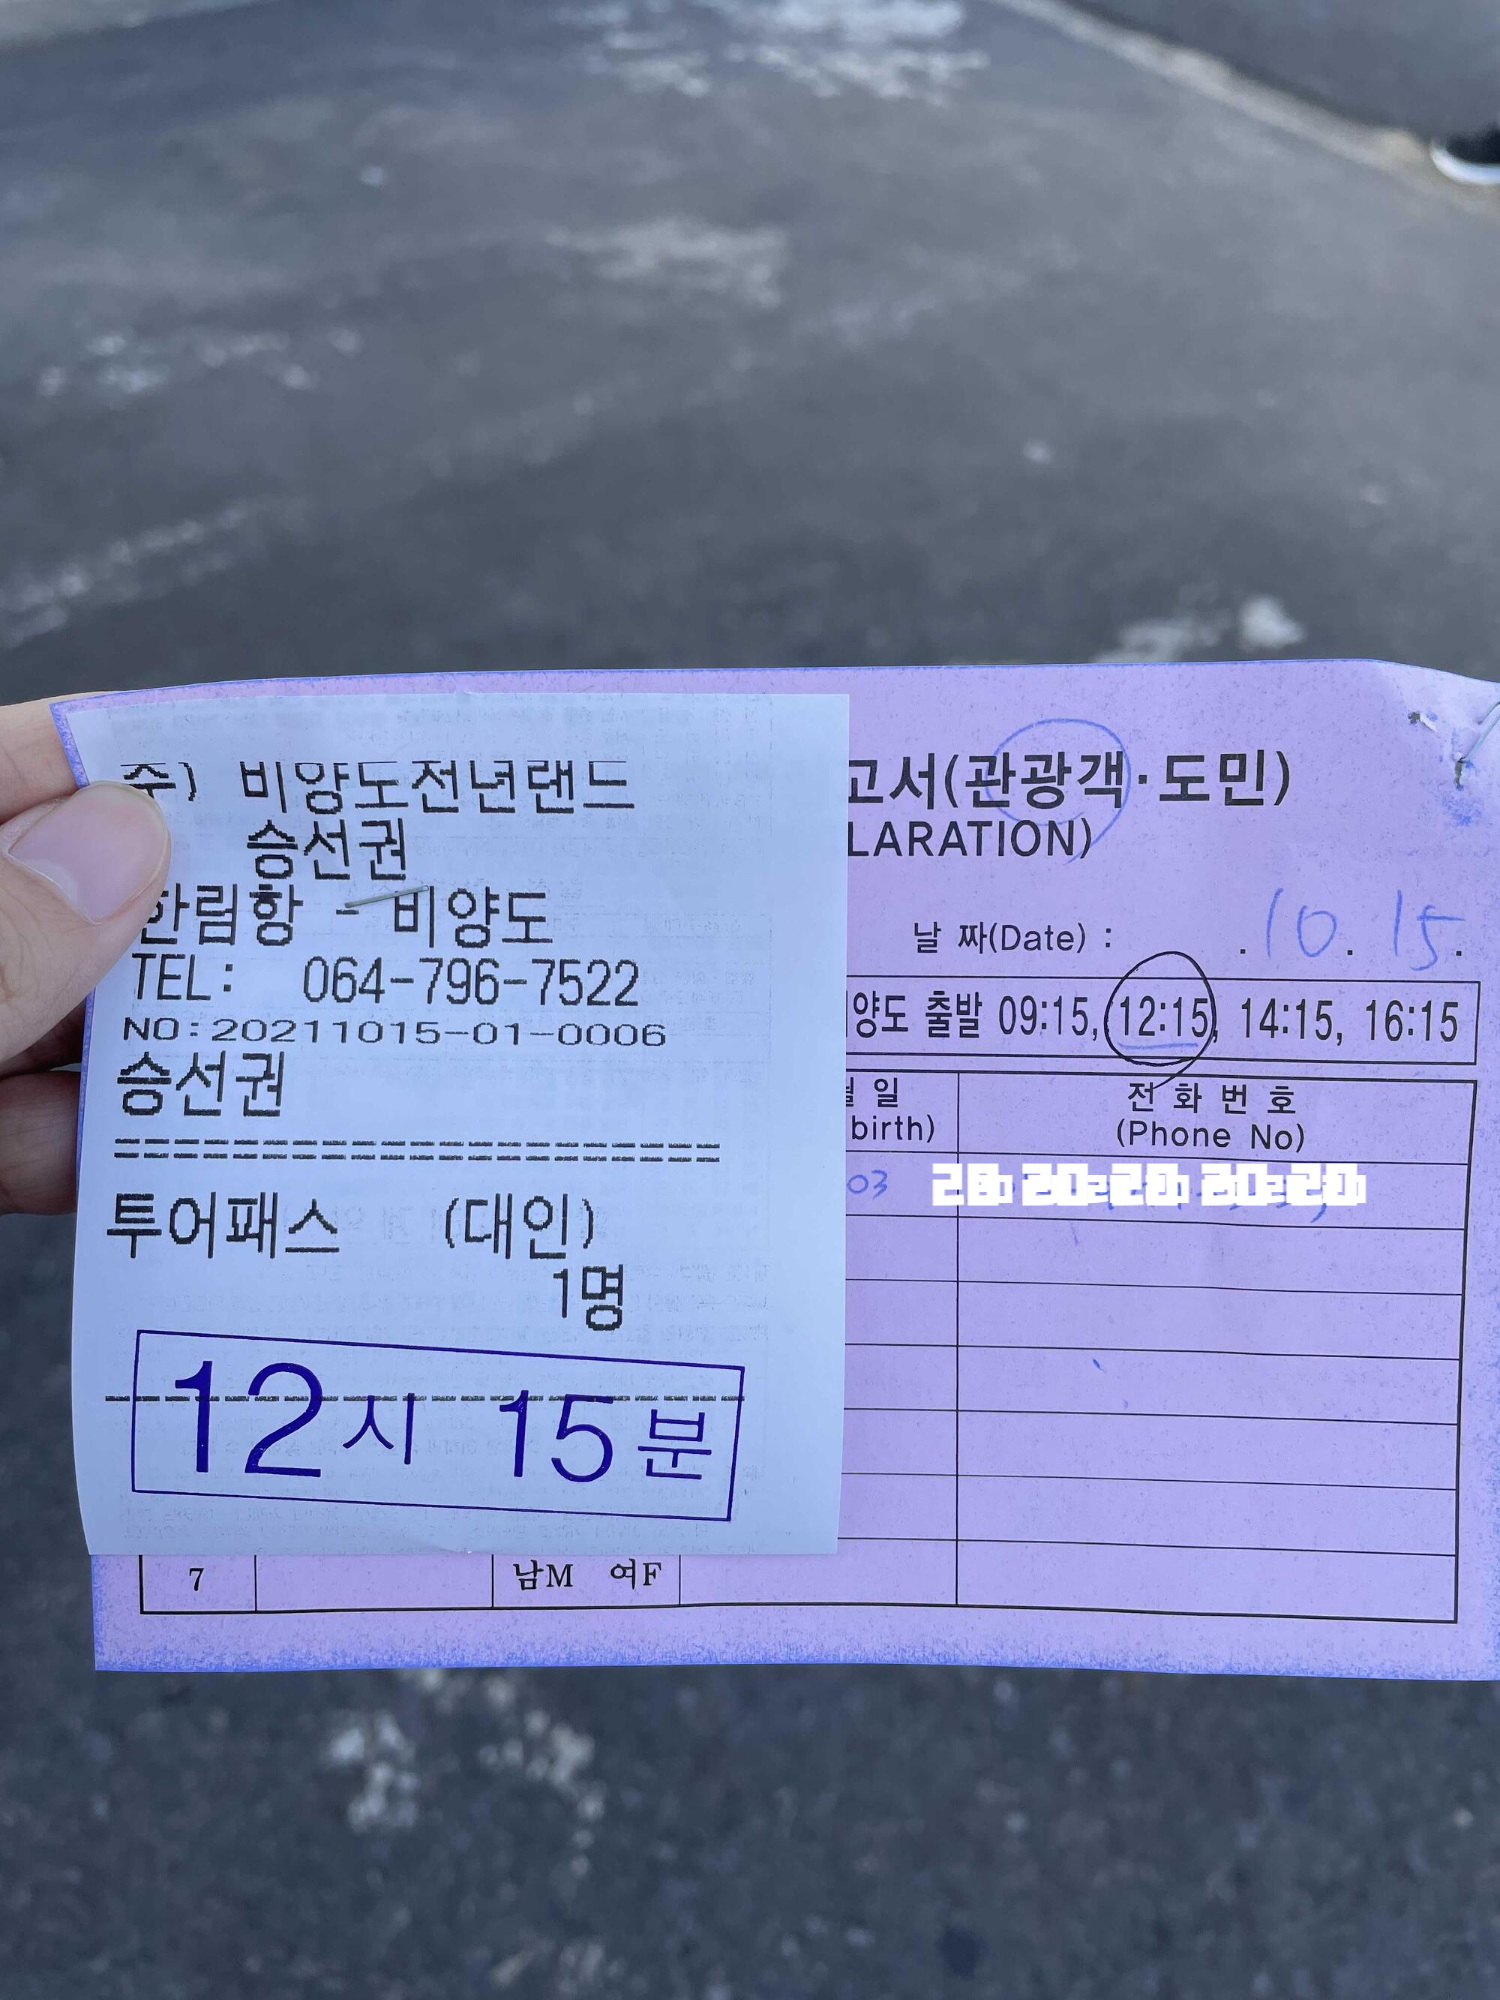 주) 비양도천년랜드
승선권
한림항 - 비양도
TEL: 064-796-7522
NO:20211015-01-0006
승선권
투어패스 (대인)
1명
12시 15분
고서(관광객·도민)
LARATION)
날 짜(Date) : .10.15.
양도 출발 09:15, 12:15, 14:15, 16:15
일
birth)
전 화 번 호
(Phone No)
03
7 남M 여F